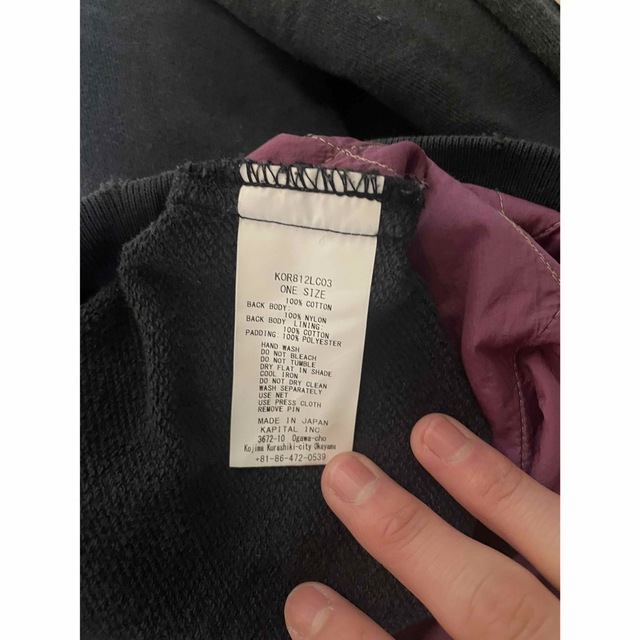 KOR812LC03
ONE SIZE
100% COTTON
BACK BODY:
100% NYLON
BACK BODY LINING:
100% COTTON
PADDING: 100% POLYESTER
HAND WASH
DO NOT BLEACH
DO NOT TUMBLE
DRY FLAT IN SHADE
COOL IRON
DO NOT DRY CLEAN
WASH SEPARATELY
USE NET
USE PRESS CLOTH
REMOVE PIN
MADE IN JAPAN
KAPITAL INC.
3672-10 Ogawa-cho
Kojima Kurashiki-city Okayama
+81-86-472-0539